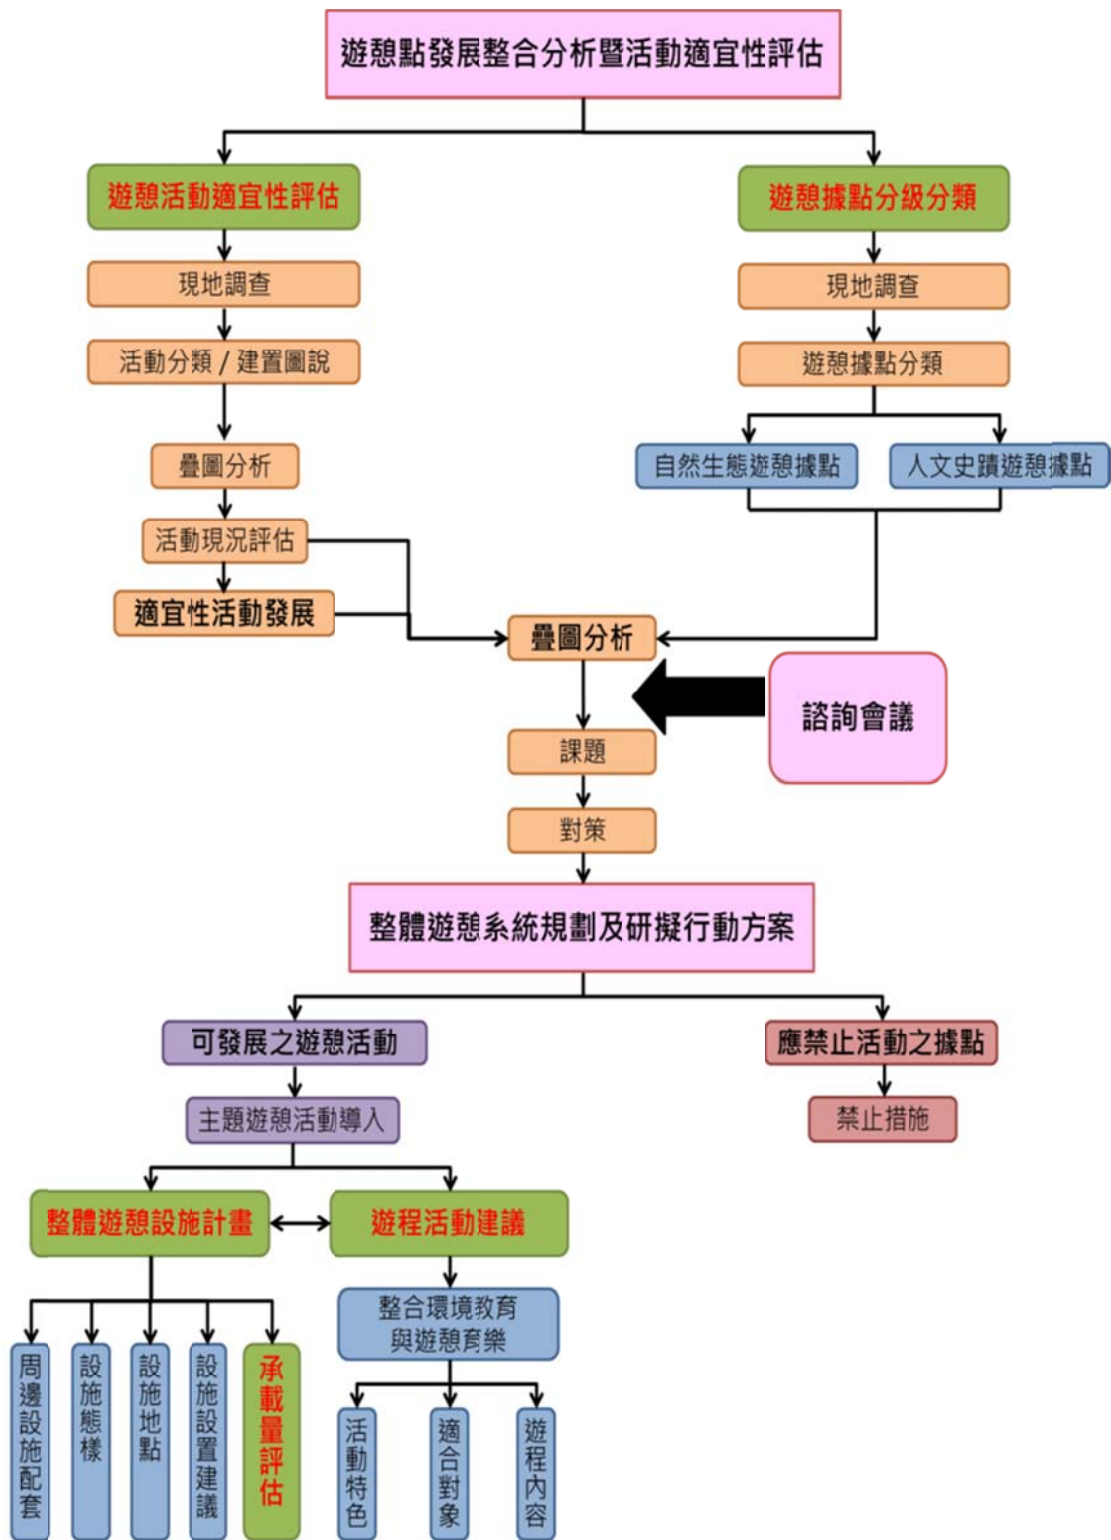 遊憩點發展整合分析暨活動適宜性評估
遊憩活動適宜性評估
遊憩據點分級分類
現地調查
現地調查
活動分類 / 建置圖說
遊憩據點分類
疊圖分析
自然生態遊憩據點
人文史蹟遊憩據點
活動現況評估
適宜性活動發展
疊圖分析
諮詢會議
課題
對策
整體遊憩系統規劃及研擬行動方案
可發展之遊憩活動
應禁止活動之據點
主題遊憩活動導入
禁止措施
整體遊憩設施計畫
遊程活動建議
整合環境教育
與遊憩育樂
周邊設施配套
設施態樣
設施地點
設施設置建議
承載量評估
活動特色
適合對象
遊程內容